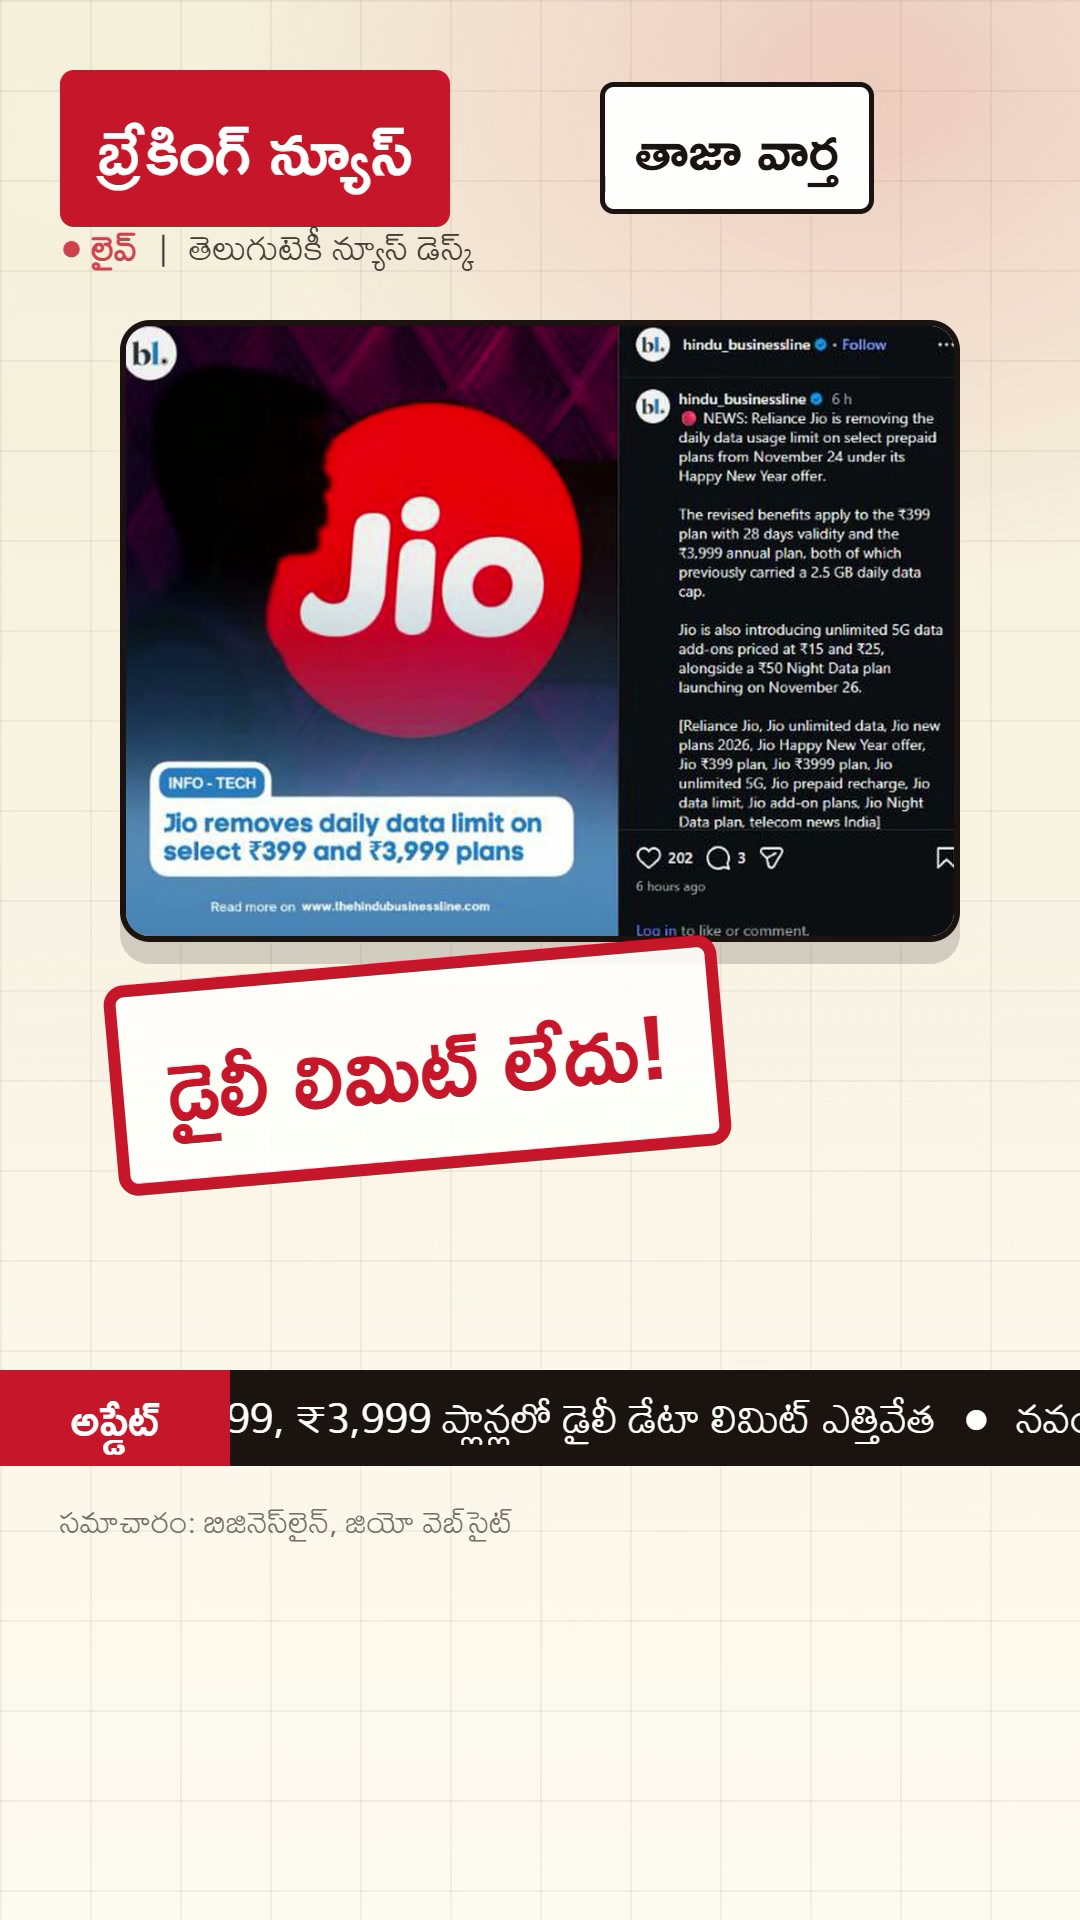 బ్రేకింగ్ న్యూస్
తాజా వార్త
లైవ్ | తెలుగుటెకీ న్యూస్ డెస్క్
bl.
Jio
INFO - TECH
Jio removes daily data limit on
select ₹399 and ₹3,999 plans
Read more on www.thehindubusinessline.com
bl. hindu_businessline • Follow
bl. hindu_businessline 6 h
🔴 NEWS: Reliance Jio is removing the
daily data usage limit on select prepaid
plans from November 24 under its
Happy New Year offer.
The revised benefits apply to the ₹399
plan with 28 days validity and the
₹3,999 annual plan, both of which
previously carried a 2.5 GB daily data
cap.
Jio is also introducing unlimited 5G data
add-ons priced at ₹15 and ₹25,
alongside a ₹50 Night Data plan
launching on November 26.
[Reliance Jio, Jio unlimited data, Jio new
plans 2026, Jio Happy New Year offer,
Jio ₹399 plan, Jio ₹3999 plan, Jio
unlimited 5G, Jio prepaid recharge, Jio
data limit, Jio add-on plans, Jio Night
Data plan, telecom news India]
202 3
6 hours ago
Log in to like or comment.
డైలీ లిమిట్ లేదు!
అప్డేట్
99, ₹3,999 ప్లాన్లలో డైలీ డేటా లిమిట్ ఎత్తివేత ●
సమాచారం: బిజినెస్‌లైన్, జియో వెబ్‌సైట్